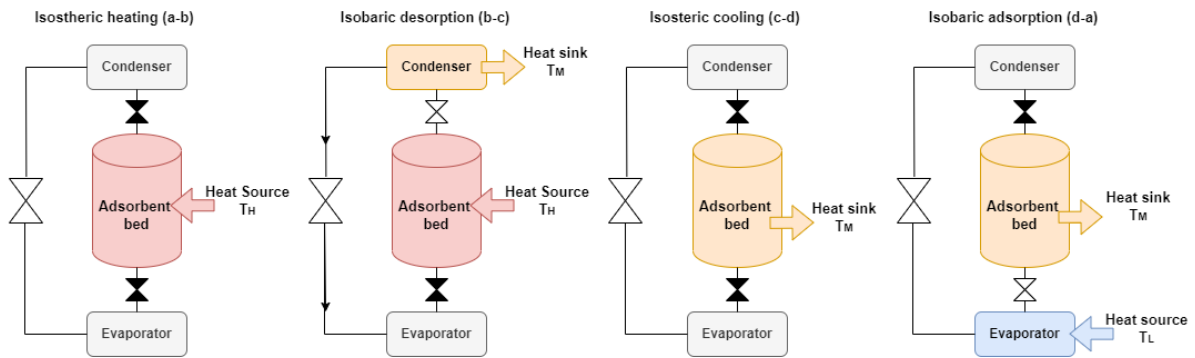 Isostheric heating (a-b)
Condenser
Adsorbent
bed
Heat Source
TH
Evaporator
Isobaric desorption (b-c)
Condenser
Heat sink
TM
Adsorbent
bed
Heat Source
TH
Evaporator
Isosteric cooling (c-d)
Condenser
Adsorbent
bed
Heat sink
TM
Evaporator
Isobaric adsorption (d-a)
Condenser
Adsorbent
bed
Heat sink
TM
Evaporator
Heat source
TL